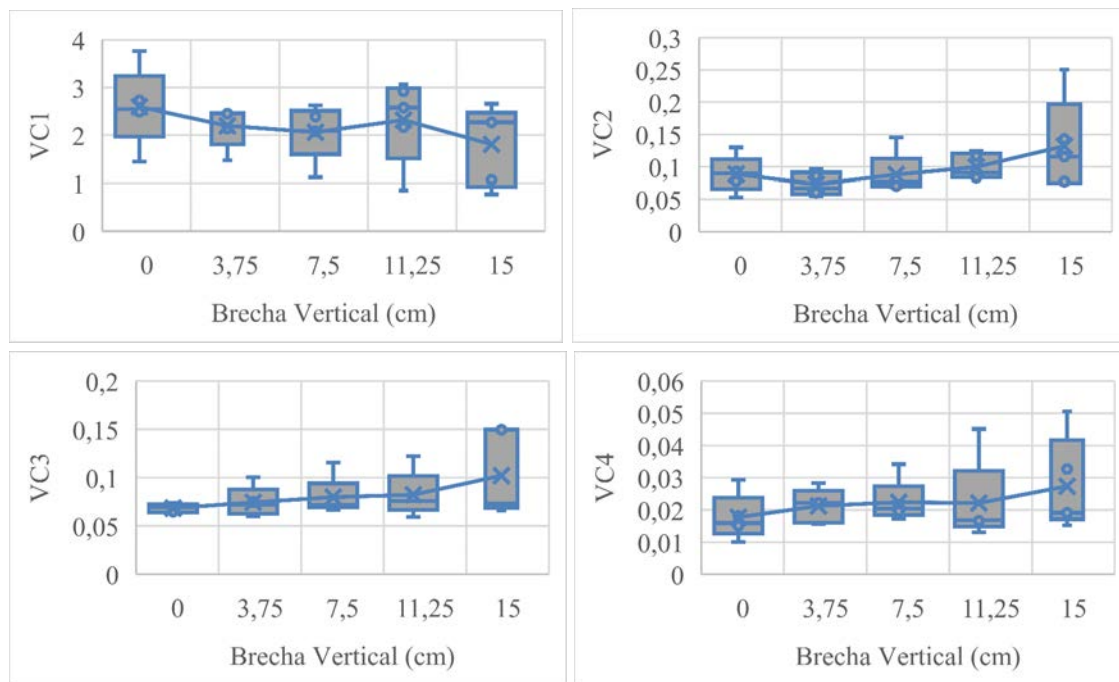 4
3
2
1
0
VC1
0 3,75 7,5 11,25 15
Brecha Vertical (cm)
0,3
0,25
0,2
0,15
0,1
0,05
0
VC2
0 3,75 7,5 11,25 15
Brecha Vertical (cm)
0,2
0,15
0,1
0,05
0
VC3
0 3,75 7,5 11,25 15
Brecha Vertical (cm)
0,06
0,05
0,04
0,03
0,02
0,01
0
VC4
0 3,75 7,5 11,25 15
Brecha Vertical (cm)